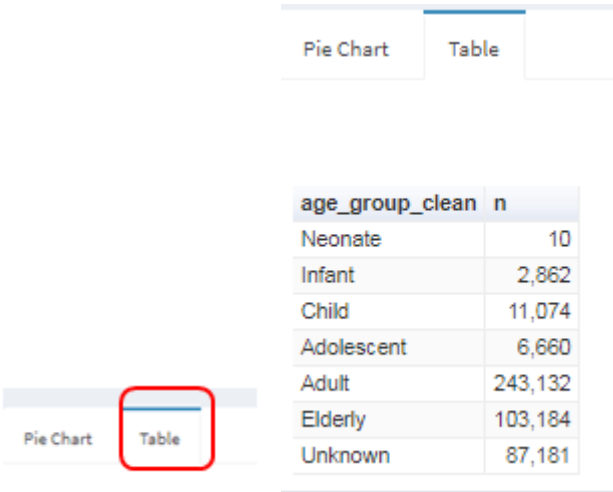 Pie Chart Table
age_group_clean n
Neonate 10
Infant 2,862
Child 11,074
Adolescent 6,660
Adult 243,132
Elderly 103,184
Unknown 87,181
Pie Chart Table